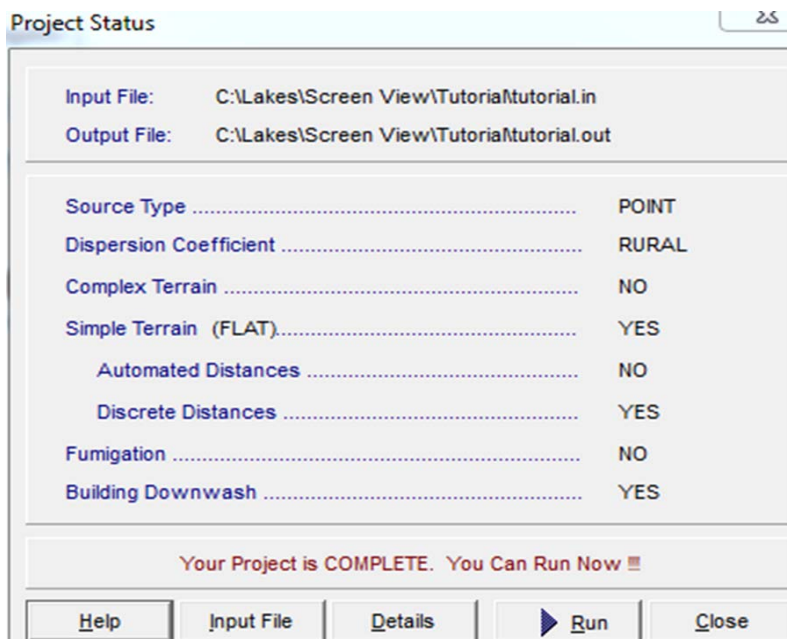 Project Status
Input File: C:\Lakes\Screen View\Tutorial\tutorial.in
Output File: C:\Lakes\Screen View\Tutorial\tutorial.out
Source Type ........................................ POINT
Dispersion Coefficient ........................................ RURAL
Complex Terrain ........................................ NO
Simple Terrain (FLAT) ........................................ YES
Automated Distances ........................................ NO
Discrete Distances ........................................ YES
Fumigation ........................................ NO
Building Downwash ........................................ YES
Your Project is COMPLETE. You Can Run Now !!!
Help Input File Details Run Close